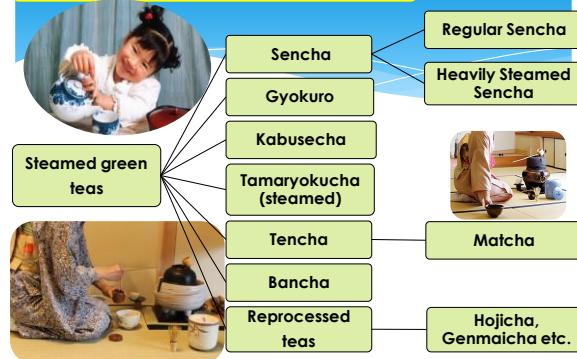 Steamed green
teas
Sencha
Gyokuro
Kabusecha
Tamaryokucha
(steamed)
Tencha
Bancha
Reprocessed
teas
Regular Sencha
Heavily Steamed
Sencha
Matcha
Hojicha,
Genmaicha etc.